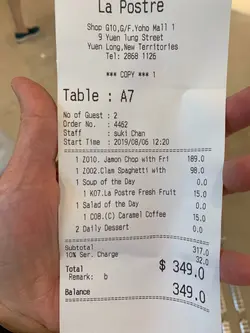 La Postre
Shop G10,G/F.Yoho Mall 1
9 Yuen lung Street
Yuen Long,New Territories
Tel: 2868 1126
*** COPY *** 1
Table : A7
No of Guest : 2
Order No. : 4462
Staff : suki Chan
Start Time : 2019/08/06 12:20
1 2010. Jamon Chop with Fri 189.0
1 2002.Clam Spaghetti with 98.0
1 Soup of the Day 0.0
1 K07.La Postre Fresh Fruit 15.0
1 Salad of the Day 0.0
1 C08.(C) Caramel Coffee 15.0
2 Daily Dessert 0.0
Subtotal 317.0
10% Ser. Charge 32.0
Total $ 349.0
Remark: b
Balance 349.0